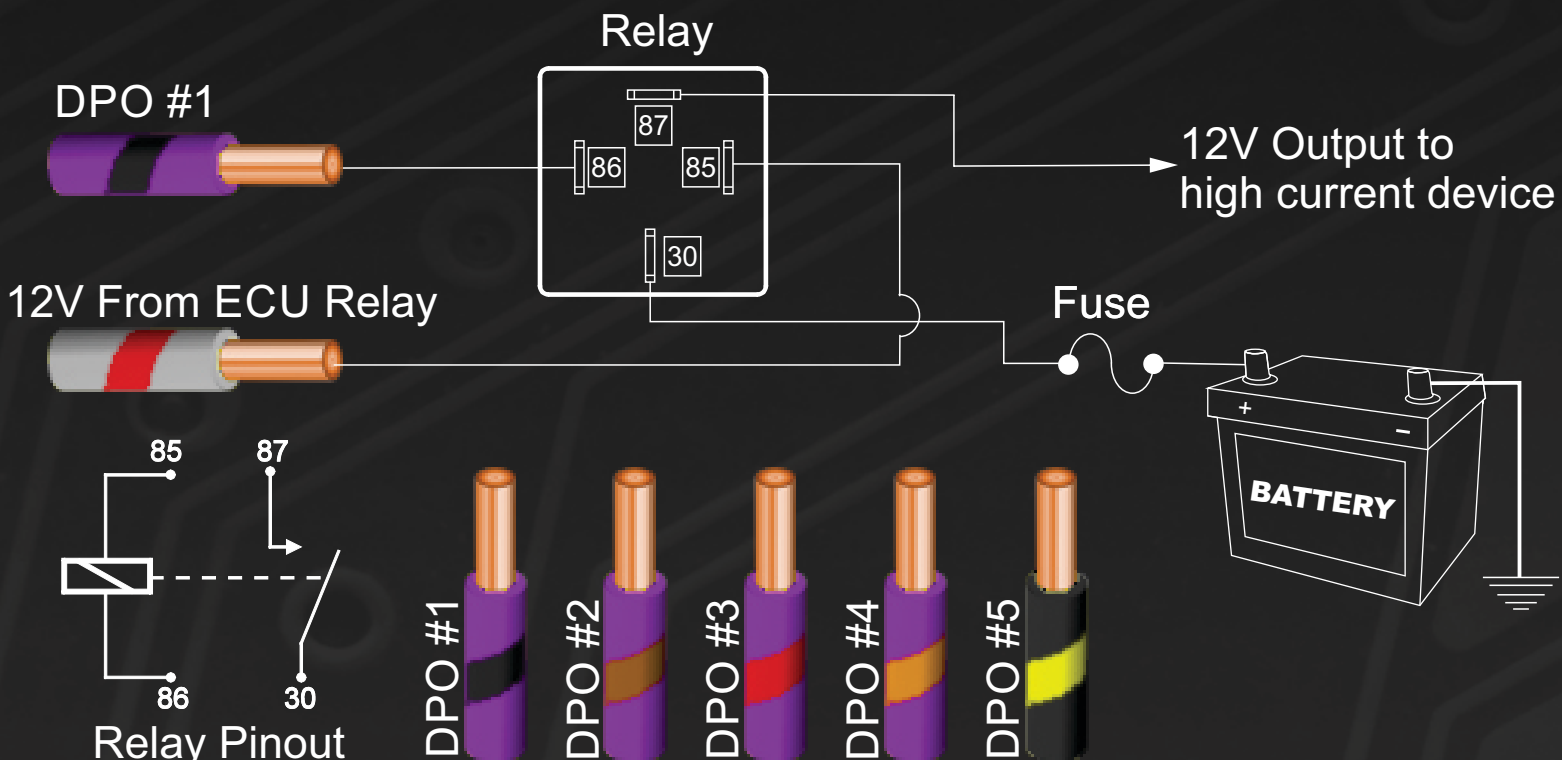 Relay
DPO #1
87
86
85
30
12V Output to
high current device
12V From ECU Relay
Fuse
+
−
BATTERY
85
87
86
30
Relay Pinout
DPO #1
DPO #2
DPO #3
DPO #4
DPO #5